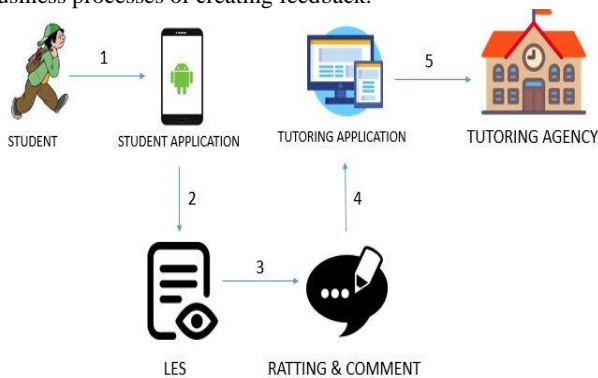 business processes of creating feedback.
1
5
STUDENT
STUDENT APPLICATION
TUTORING APPLICATION
TUTORING AGENCY
2
4
3
LES
RATTING & COMMENT